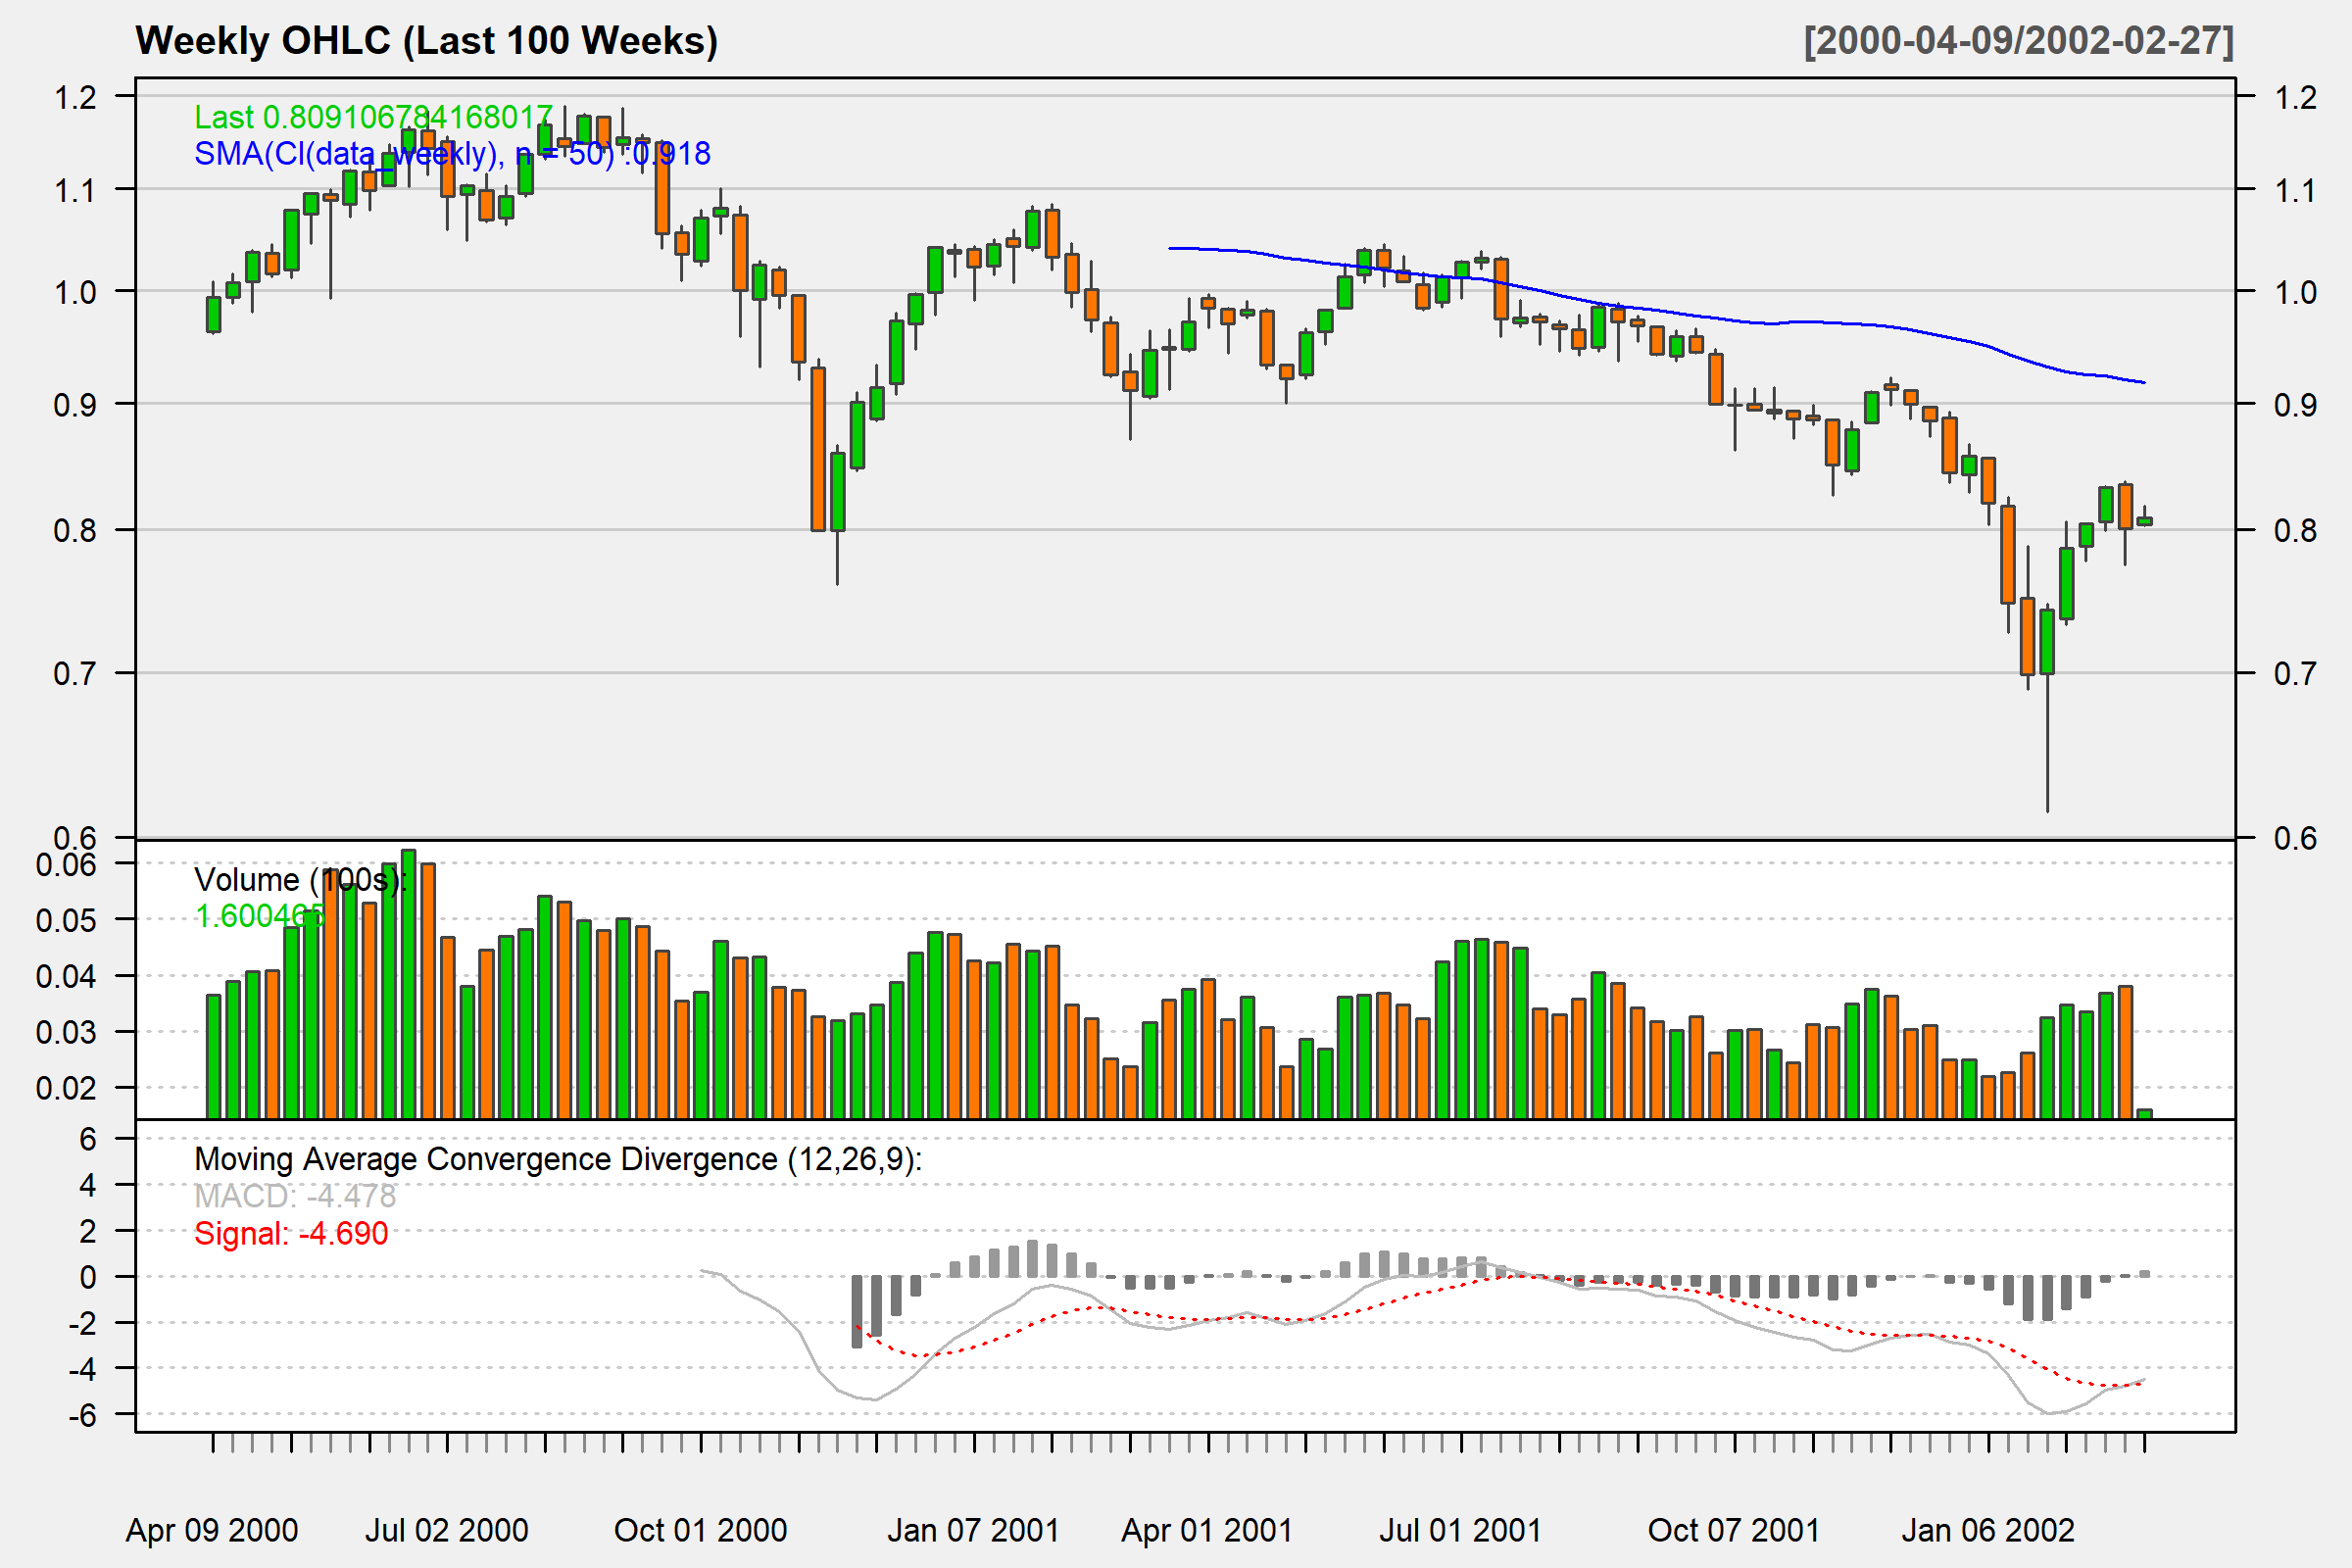 Weekly OHLC (Last 100 Weeks) [2000-04-09/2002-02-27]
1.2 1.2
Last 0.809106784168017
SMA(Cl(data_weekly), n = 50) :0.918
1.1 1.1
1.0 1.0
0.9 0.9
0.8 0.8
0.7 0.7
0.6 0.6
0.06
Volume (100s):
1.600465
0.05
0.04
0.03
0.02
6
Moving Average Convergence Divergence (12,26,9):
4
MACD: -4.478
2
Signal: -4.690
0
-2
-4
-6
Apr 09 2000 Jul 02 2000 Oct 01 2000 Jan 07 2001 Apr 01 2001 Jul 01 2001 Oct 07 2001 Jan 06 2002